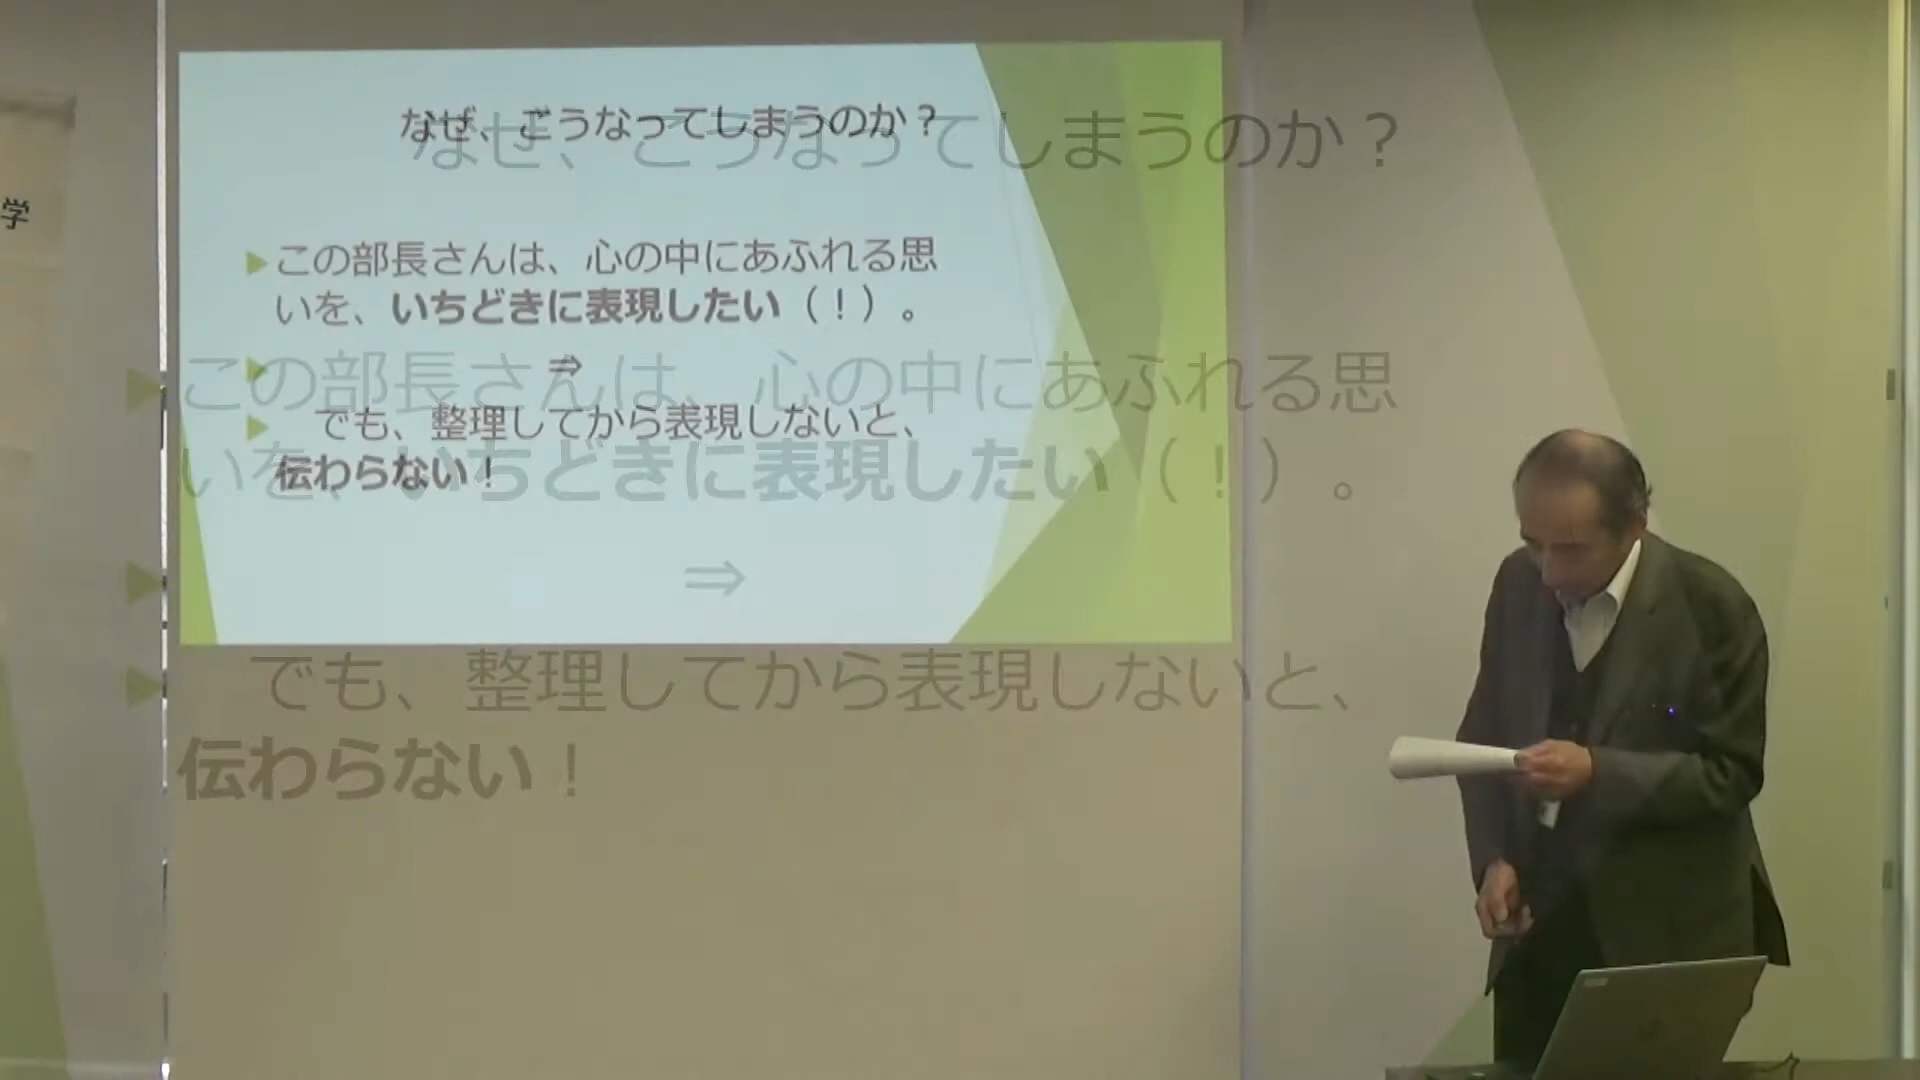 なぜ、こうなってしまうのか？
この部長さんは、心の中にあふれる思
いを、いちどきに表現したい（！）。
⇒
でも、整理してから表現しないと、
伝わらない！
なぜ、こうなってしまうのか？
この部長さんは、心の中にあふれる思
いを、いちどきに表現したい（！）。
⇒
でも、整理してから表現しないと、
伝わらない！
学